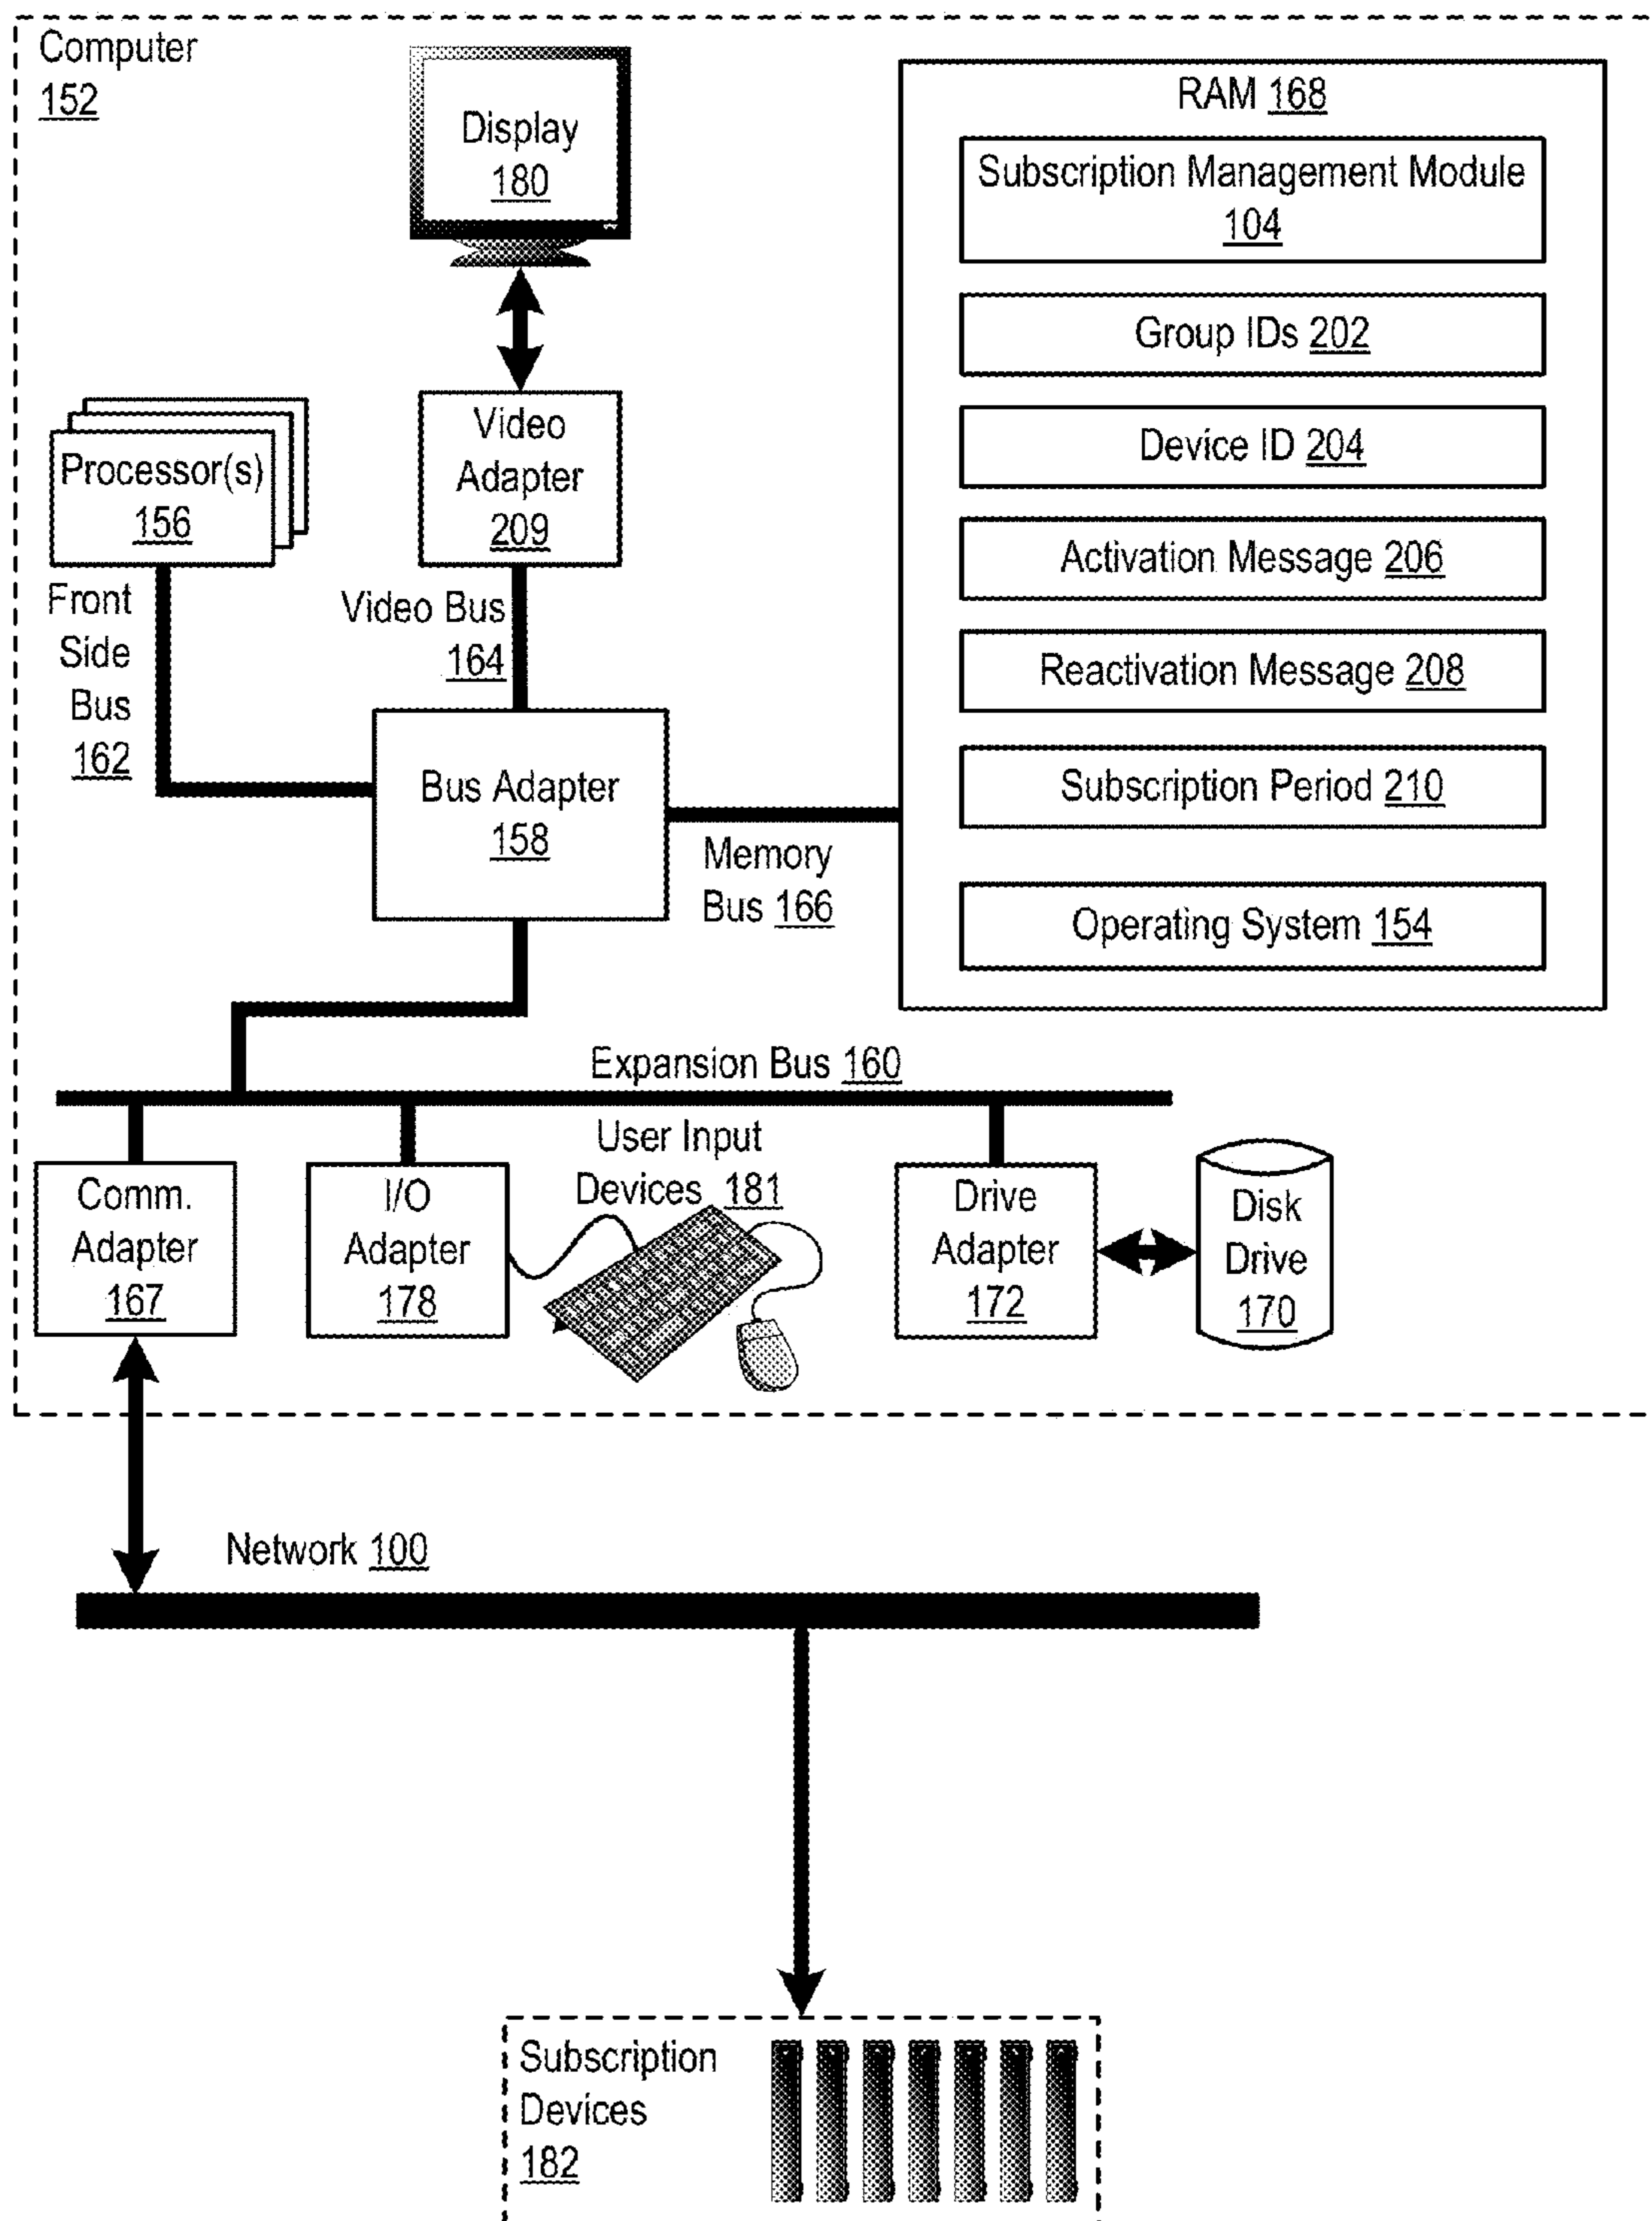 Computer
152
Display
180
RAM 168
Subscription Management Module
104
Group IDs 202
Device ID 204
Activation Message 206
Reactivation Message 208
Subscription Period 210
Operating System 154
Processor(s)
156
Video
Adapter
209
Front
Side
Bus
162
Video Bus
164
Bus Adapter
158
Memory
Bus 166
Expansion Bus 160
Comm.
Adapter
167
I/O
Adapter
178
User Input
Devices 181
Drive
Adapter
172
Disk
Drive
170
Network 100
Subscription
Devices
182